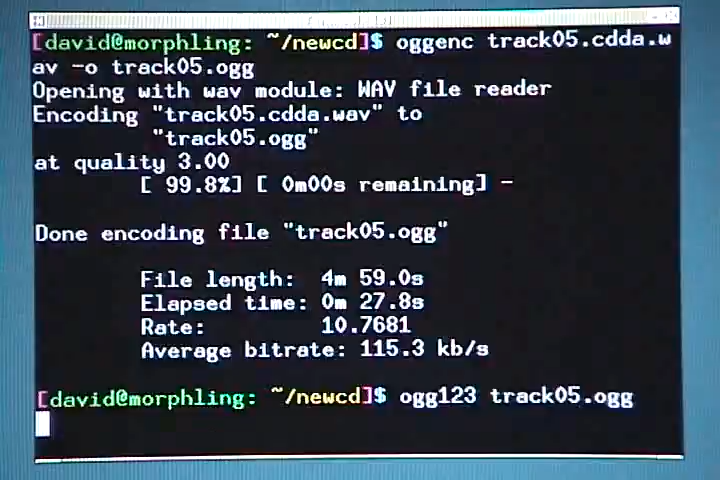 [david@morphling: ~/newcd]$ oggenc track05.cdda.w
av -o track05.ogg
Opening with wav module: WAV file reader
Encoding "track05.cdda.wav" to
"track05.ogg"
at quality 3.00
[ 99.8%] [ 0m00s remaining] -
Done encoding file "track05.ogg"
File length: 4m 59.0s
Elapsed time: 0m 27.8s
Rate: 10.7681
Average bitrate: 115.3 kb/s
[david@morphling: ~/newcd]$ ogg123 track05.ogg